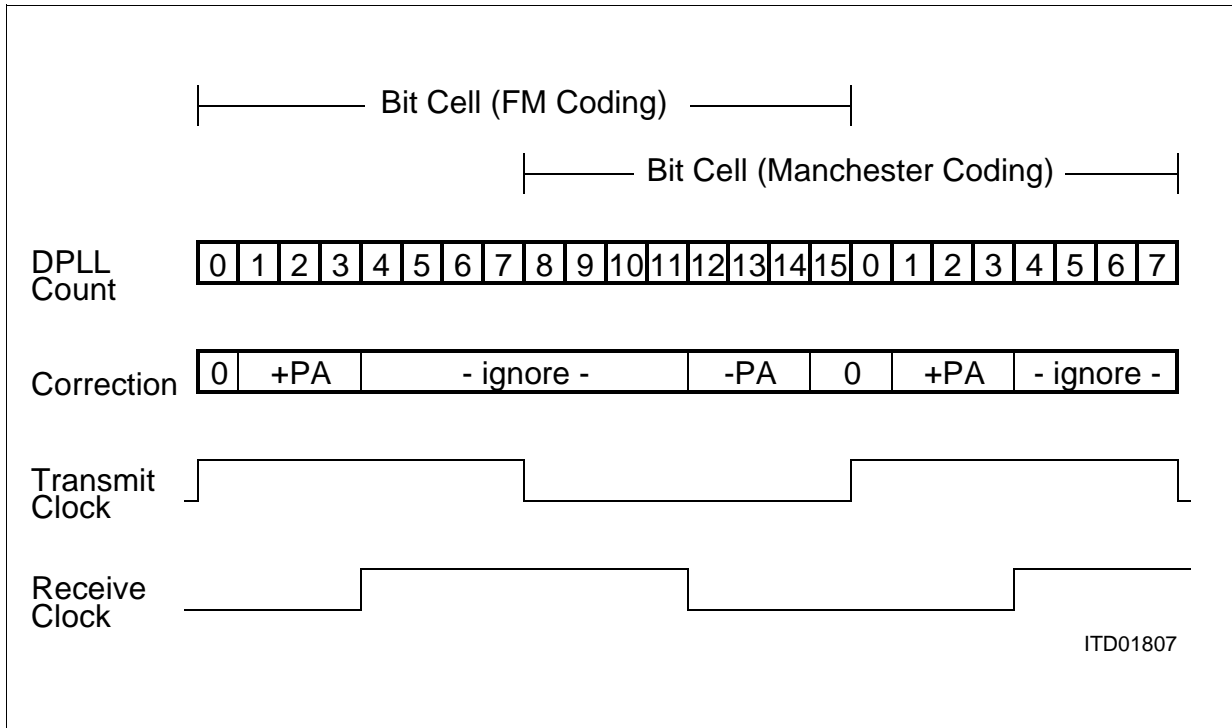 Bit Cell (FM Coding)
Bit Cell (Manchester Coding)
DPLL
Count
0 1 2 3 4 5 6 7 8 9 10 11 12 13 14 15 0 1 2 3 4 5 6 7
Correction
0 +PA - ignore - -PA 0 +PA - ignore -
Transmit
Clock
Receive
Clock
ITD01807